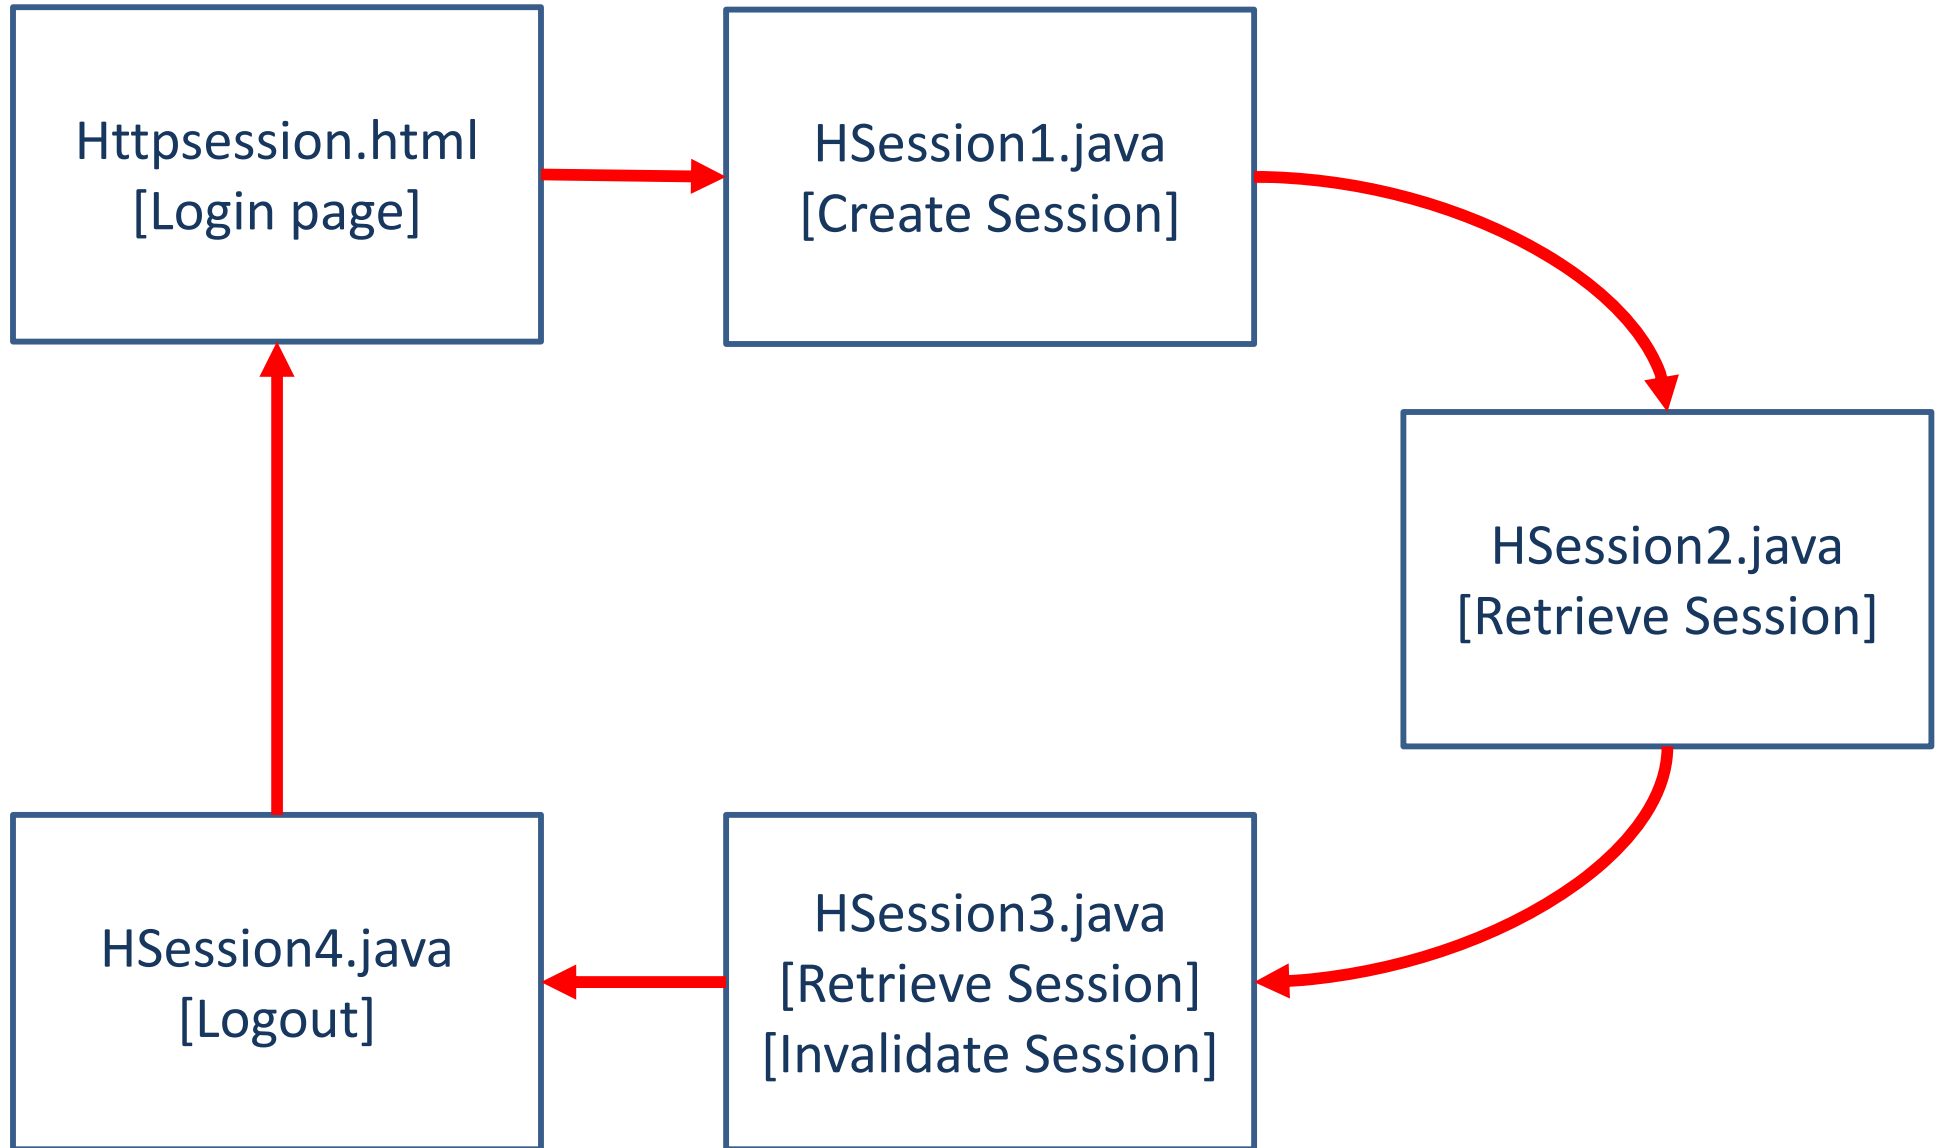 Httpsession.html
[Login page]
HSession1.java
[Create Session]
HSession2.java
[Retrieve Session]
HSession3.java
[Retrieve Session]
[Invalidate Session]
HSession4.java
[Logout]